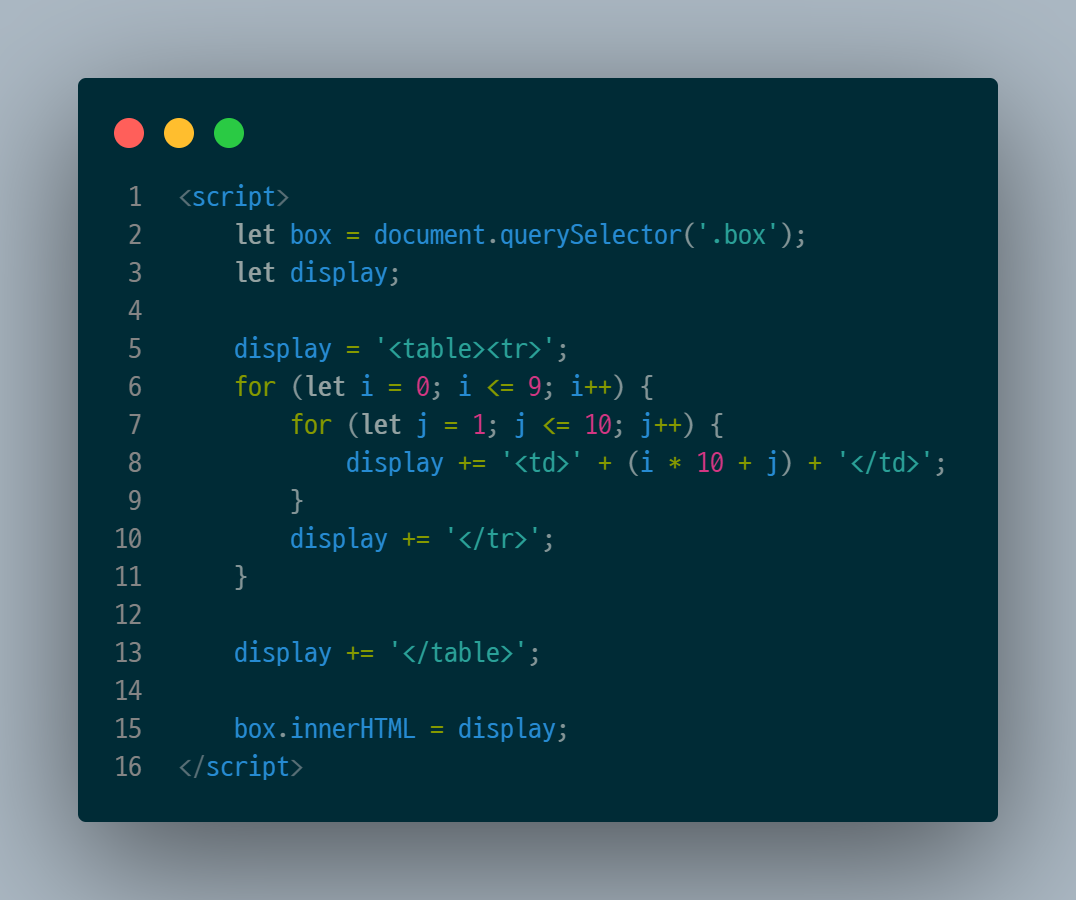 1 <script>
2     let box = document.querySelector('.box');
3     let display;
4
5     display = '<table><tr>';
6     for (let i = 0; i <= 9; i++) {
7         for (let j = 1; j <= 10; j++) {
8             display += '<td>' + (i * 10 + j) + '</td>';
9         }
10         display += '</tr>';
11     }
12
13     display += '</table>';
14
15     box.innerHTML = display;
16 </script>